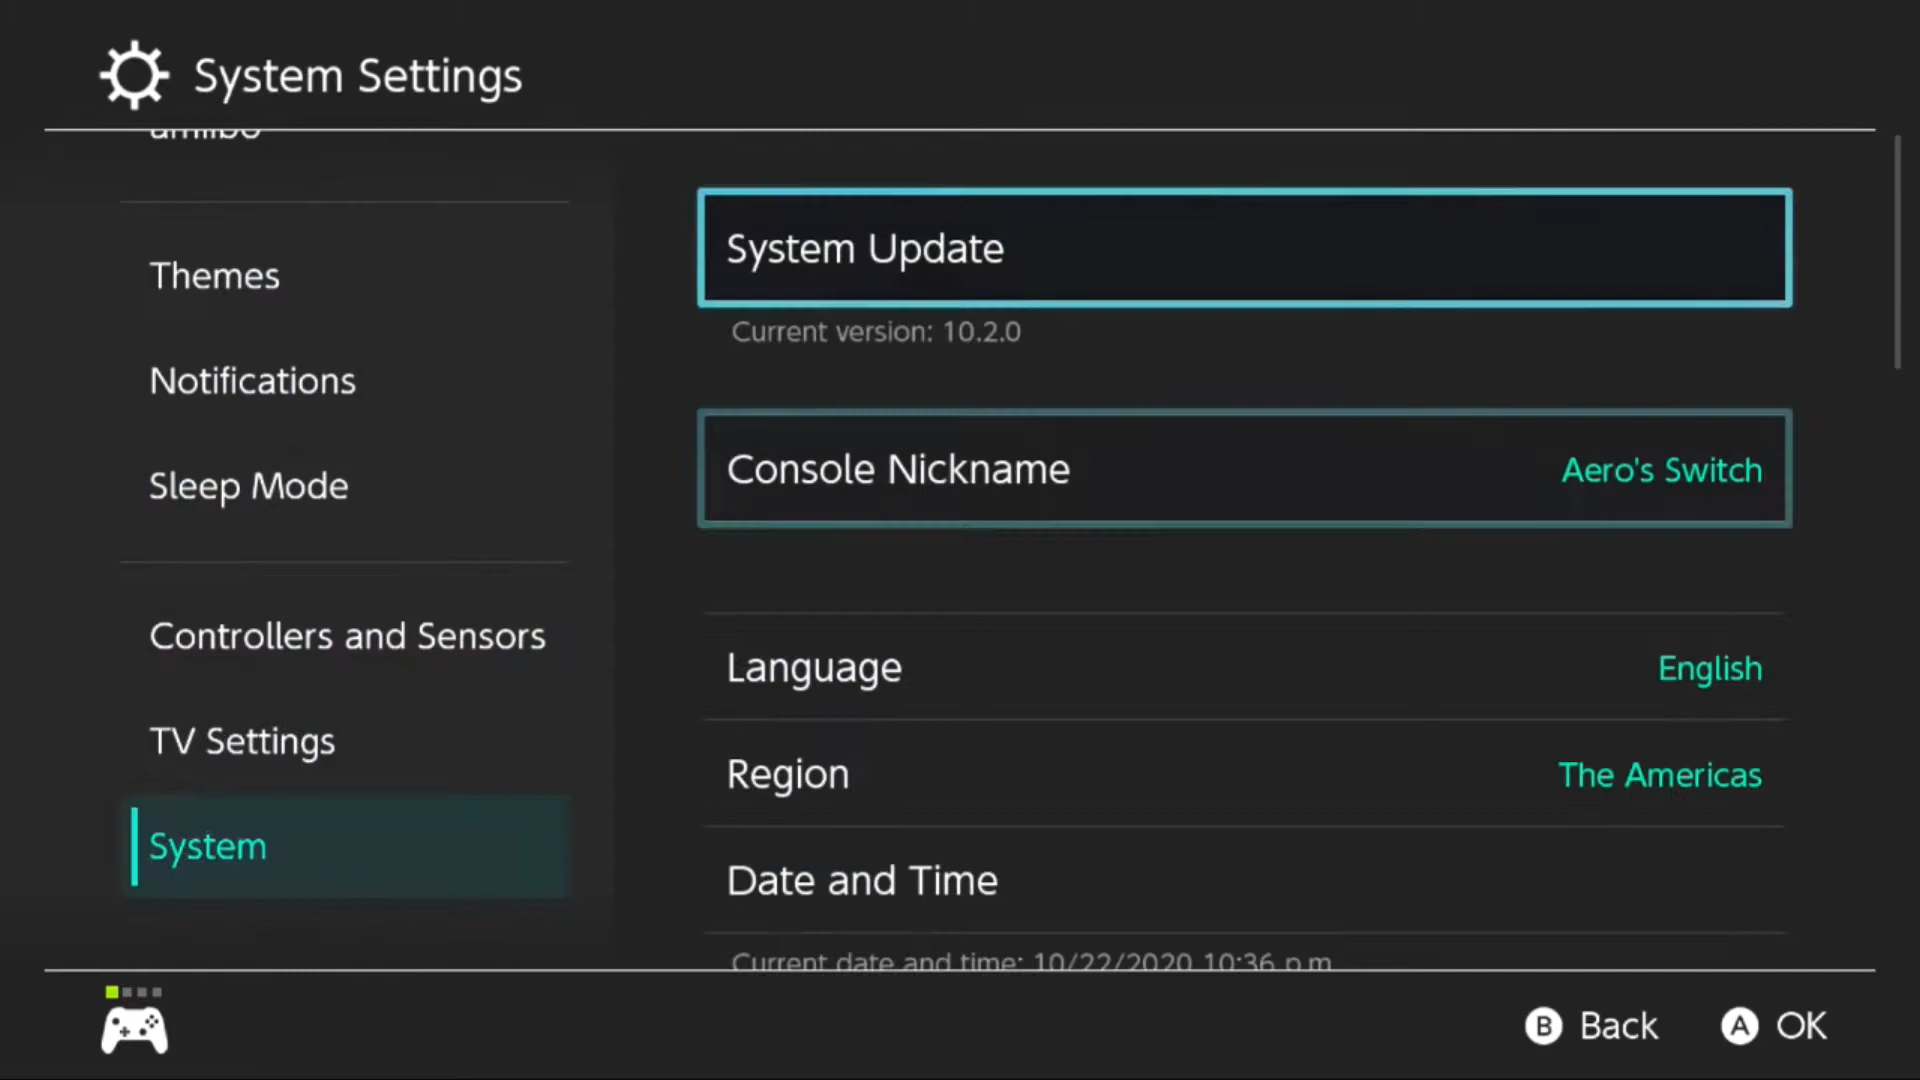 System Settings
amiibo
Themes
Notifications
Sleep Mode
Controllers and Sensors
TV Settings
System
System Update
Current version: 10.2.0
Console Nickname
Aero's Switch
Language
English
Region
The Americas
Date and Time
Current date and time: 10/22/2020 10:36 p.m
B Back
A OK